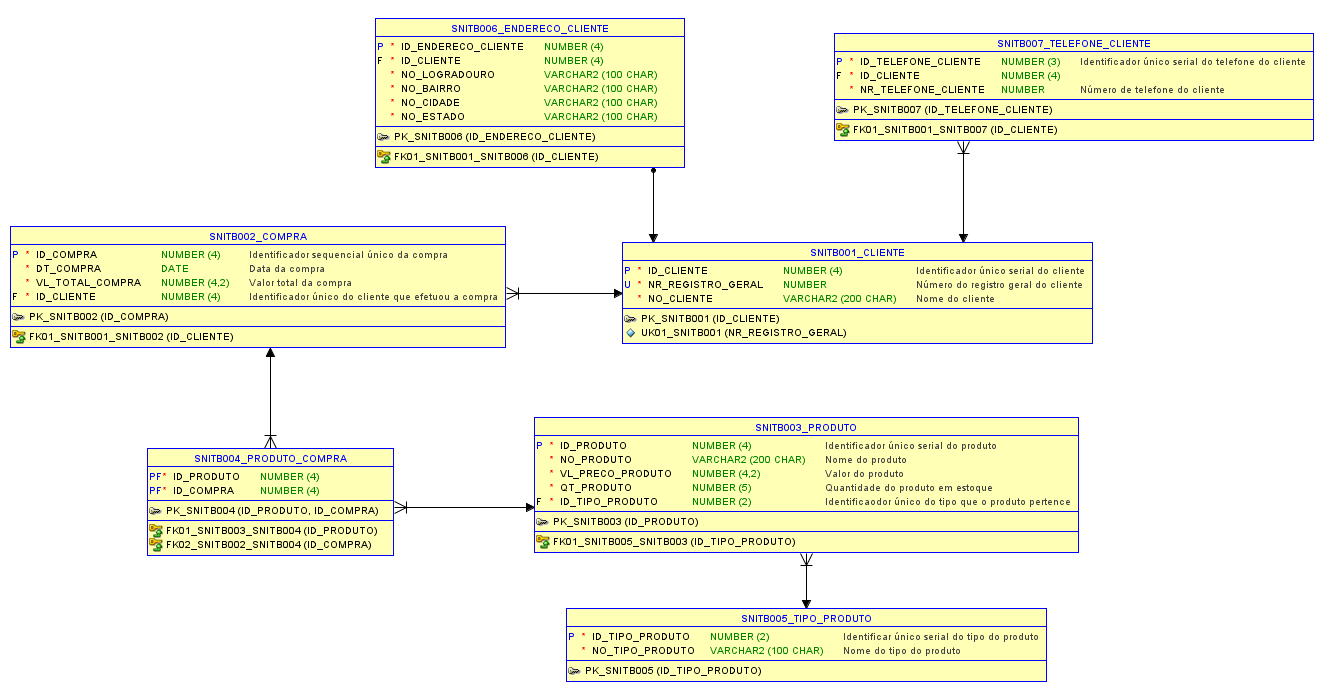 SNITB006_ENDERECO_CLIENTE
P * ID_ENDERECO_CLIENTE NUMBER (4)
F * ID_CLIENTE NUMBER (4)
* NO_LOGRADOURO VARCHAR2 (100 CHAR)
* NO_BAIRRO VARCHAR2 (100 CHAR)
* NO_CIDADE VARCHAR2 (100 CHAR)
* NO_ESTADO VARCHAR2 (100 CHAR)
PK_SNITB006 (ID_ENDERECO_CLIENTE)
FK01_SNITB001_SNITB006 (ID_CLIENTE)
SNITB007_TELEFONE_CLIENTE
P * ID_TELEFONE_CLIENTE NUMBER (3) Identificador único serial do telefone do cliente
F * ID_CLIENTE NUMBER (4)
* NR_TELEFONE_CLIENTE NUMBER Número de telefone do cliente
PK_SNITB007 (ID_TELEFONE_CLIENTE)
FK01_SNITB001_SNITB007 (ID_CLIENTE)
SNITB002_COMPRA
P * ID_COMPRA NUMBER (4) Identificador sequencial único da compra
* DT_COMPRA DATE Data da compra
* VL_TOTAL_COMPRA NUMBER (4,2) Valor total da compra
F * ID_CLIENTE NUMBER (4) Identificador único do cliente que efetuou a compra
PK_SNITB002 (ID_COMPRA)
FK01_SNITB001_SNITB002 (ID_CLIENTE)
SNITB001_CLIENTE
P * ID_CLIENTE NUMBER (4) Identificador único serial do cliente
U * NR_REGISTRO_GERAL NUMBER Número do registro geral do cliente
* NO_CLIENTE VARCHAR2 (200 CHAR) Nome do cliente
PK_SNITB001 (ID_CLIENTE)
UK01_SNITB001 (NR_REGISTRO_GERAL)
SNITB004_PRODUTO_COMPRA
PF* ID_PRODUTO NUMBER (4)
PF* ID_COMPRA NUMBER (4)
PK_SNITB004 (ID_PRODUTO, ID_COMPRA)
FK01_SNITB003_SNITB004 (ID_PRODUTO)
FK02_SNITB002_SNITB004 (ID_COMPRA)
SNITB003_PRODUTO
P * ID_PRODUTO NUMBER (4) Identificador único serial do produto
* NO_PRODUTO VARCHAR2 (200 CHAR) Nome do produto
* VL_PRECO_PRODUTO NUMBER (4,2) Valor do produto
* QT_PRODUTO NUMBER (5) Quantidade do produto em estoque
F * ID_TIPO_PRODUTO NUMBER (2) Identificaodor único do tipo que o produto pertence
PK_SNITB003 (ID_PRODUTO)
FK01_SNITB005_SNITB003 (ID_TIPO_PRODUTO)
SNITB005_TIPO_PRODUTO
P * ID_TIPO_PRODUTO NUMBER (2) Identificar único serial do tipo do produto
* NO_TIPO_PRODUTO VARCHAR2 (100 CHAR) Nome do tipo do produto
PK_SNITB005 (ID_TIPO_PRODUTO)